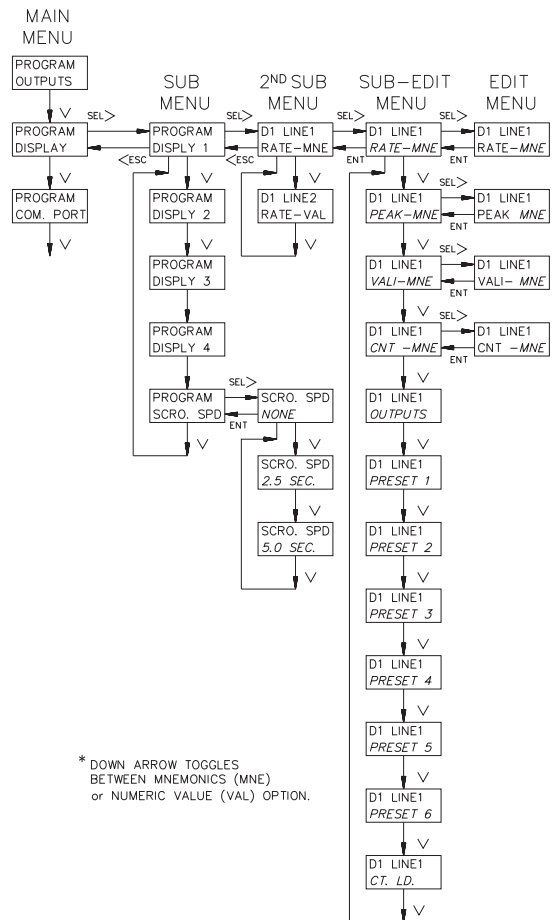 MAIN
MENU
PROGRAM
OUTPUTS
SUB
MENU
2ND SUB
MENU
SUB-EDIT
MENU
EDIT
MENU
∨
SEL>
SEL>
SEL>
SEL>
PROGRAM
DISPLAY
PROGRAM
DISPLY 1
D1 LINE1
RATE-MNE
D1 LINE1
RATE-MNE
D1 LINE1
RATE-MNE
<ESC
<ESC
ENT
ENT
∨
∨
∨
∨
SEL>
PROGRAM
COM. PORT
PROGRAM
DISPLY 2
D1 LINE2
RATE-VAL
D1 LINE1
PEAK-MNE
D1 LINE1
PEAK MNE
ENT
∨
∨
∨
∨
SEL>
PROGRAM
DISPLY 3
D1 LINE1
VALI-MNE
D1 LINE1
VALI- MNE
ENT
∨
∨
SEL>
PROGRAM
DISPLY 4
D1 LINE1
CNT -MNE
D1 LINE1
CNT -MNE
ENT
∨
SEL>
∨
PROGRAM
SCRO. SPD
SCRO. SPD
NONE
D1 LINE1
OUTPUTS
ENT
∨
∨
∨
SCRO. SPD
2.5 SEC.
D1 LINE1
PRESET 1
∨
∨
SCRO. SPD
5.0 SEC.
D1 LINE1
PRESET 2
∨
∨
D1 LINE1
PRESET 3
∨
D1 LINE1
PRESET 4
∨
D1 LINE1
PRESET 5
∨
D1 LINE1
PRESET 6
∨
D1 LINE1
CT. LD.
∨
* DOWN ARROW TOGGLES
BETWEEN MNEMONICS (MNE)
or NUMERIC VALUE (VAL) OPTION.